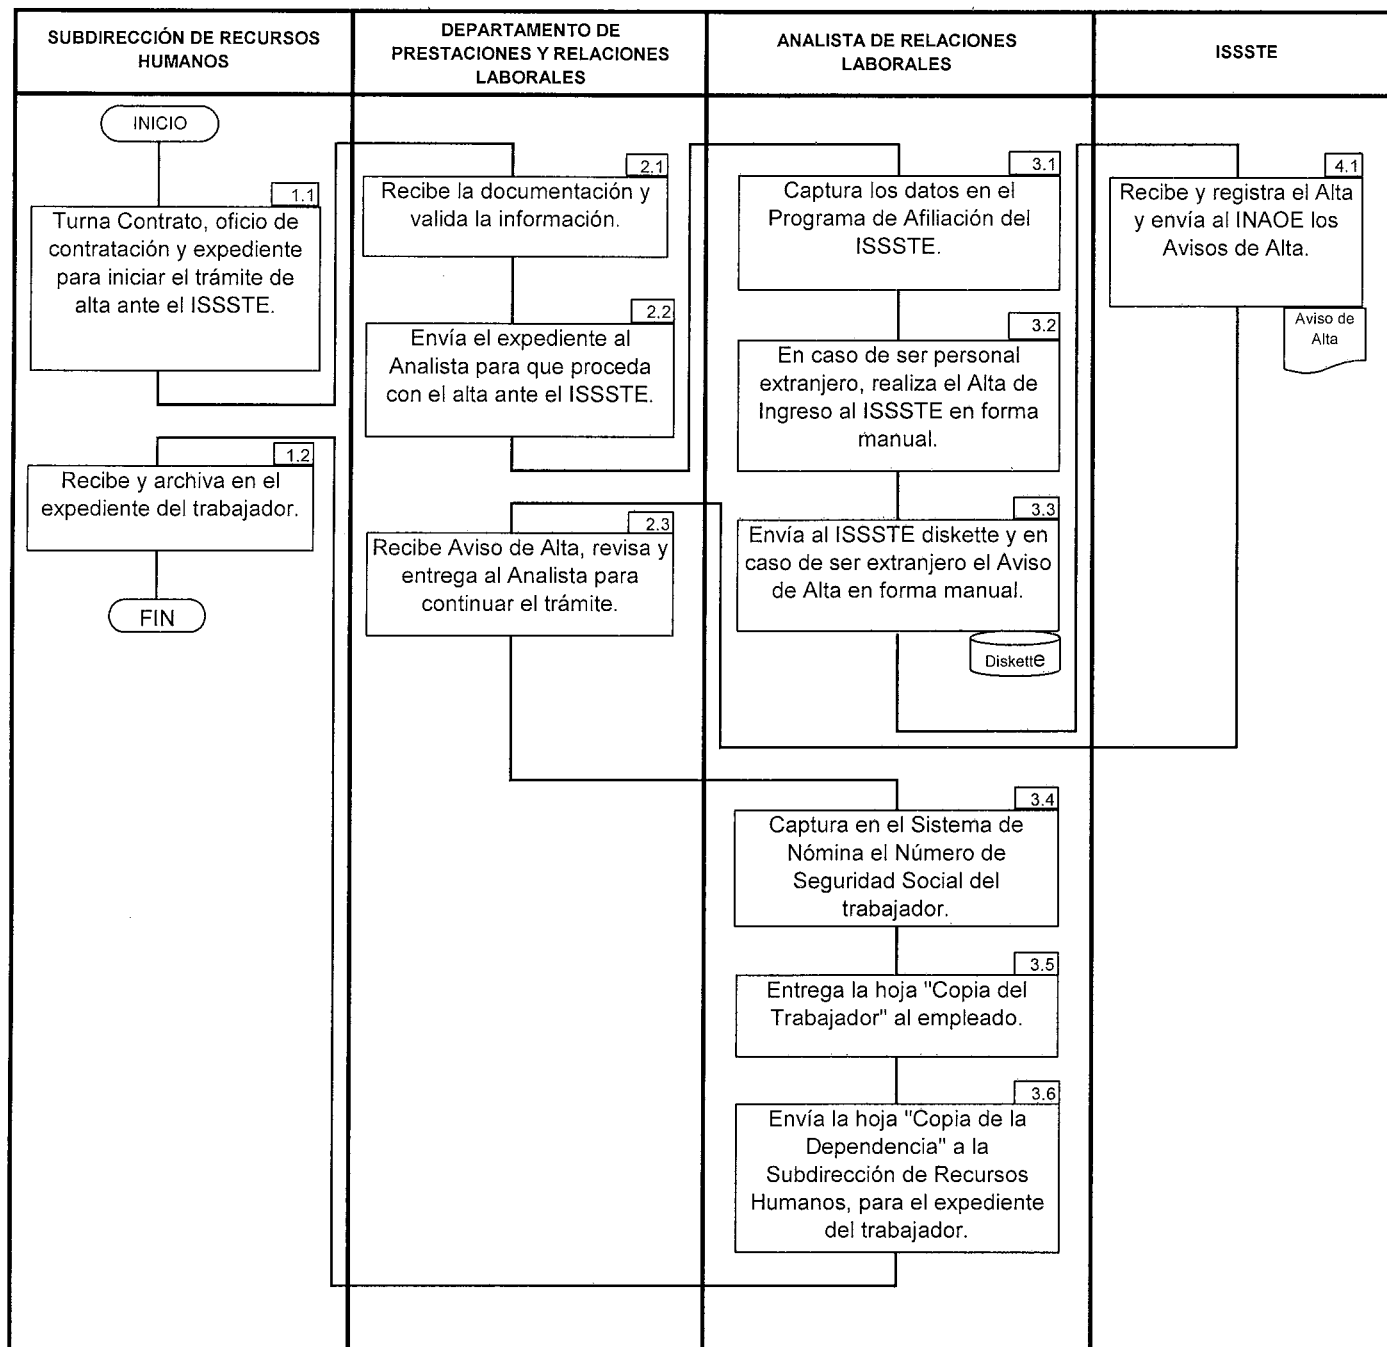 SUBDIRECCIÓN DE RECURSOS
HUMANOS
DEPARTAMENTO DE
PRESTACIONES Y RELACIONES
LABORALES
ANALISTA DE RELACIONES
LABORALES
ISSSTE
INICIO
1.1
Turna Contrato, oficio de
contratación y expediente
para iniciar el trámite de
alta ante el ISSSTE.
1.2
Recibe y archiva en el
expediente del trabajador.
FIN
2.1
Recibe la documentación y
valida la información.
2.2
Envía el expediente al
Analista para que proceda
con el alta ante el ISSSTE.
2.3
Recibe Aviso de Alta, revisa y
entrega al Analista para
continuar el trámite.
3.1
Captura los datos en el
Programa de Afiliación del
ISSSTE.
3.2
En caso de ser personal
extranjero, realiza el Alta de
Ingreso al ISSSTE en forma
manual.
3.3
Envía al ISSSTE diskette y en
caso de ser extranjero el Aviso
de Alta en forma manual.
Diskette
3.4
Captura en el Sistema de
Nómina el Número de
Seguridad Social del
trabajador.
3.5
Entrega la hoja "Copia del
Trabajador" al empleado.
3.6
Envía la hoja "Copia de la
Dependencia" a la
Subdirección de Recursos
Humanos, para el expediente
del trabajador.
4.1
Recibe y registra el Alta
y envía al INAOE los
Avisos de Alta.
Aviso de
Alta